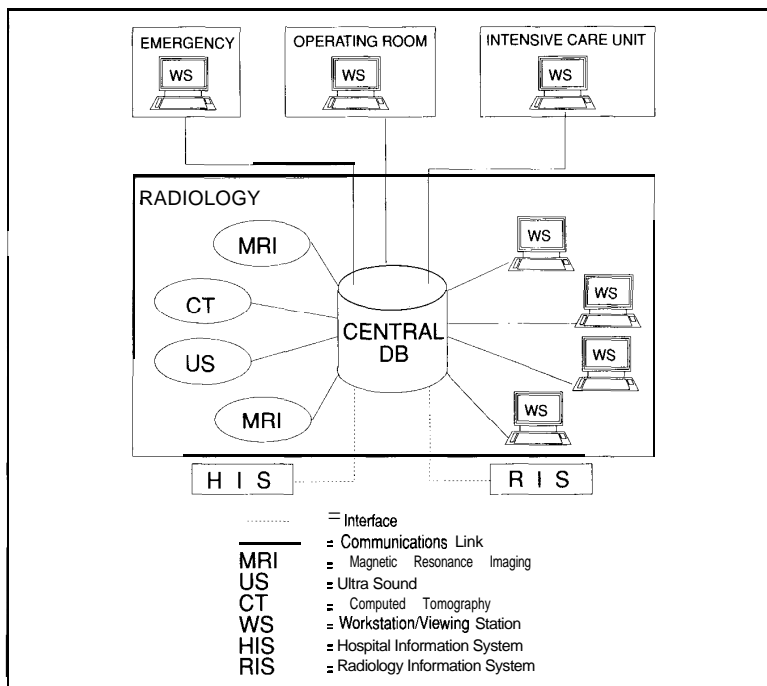 EMERGENCY
OPERATING ROOM
INTENSIVE CARE UNIT
WS
WS
WS
RADIOLOGY
MRI
CT
US
MRI
CENTRAL
DB
WS
WS
WS
WS
H I S
R I S
= Interface
= Communications Link
MRI = Magnetic Resonance Imaging
US = Ultra Sound
CT = Computed Tomography
WS = Workstation/Viewing Station
HIS = Hospital Information System
RIS = Radiology Information System